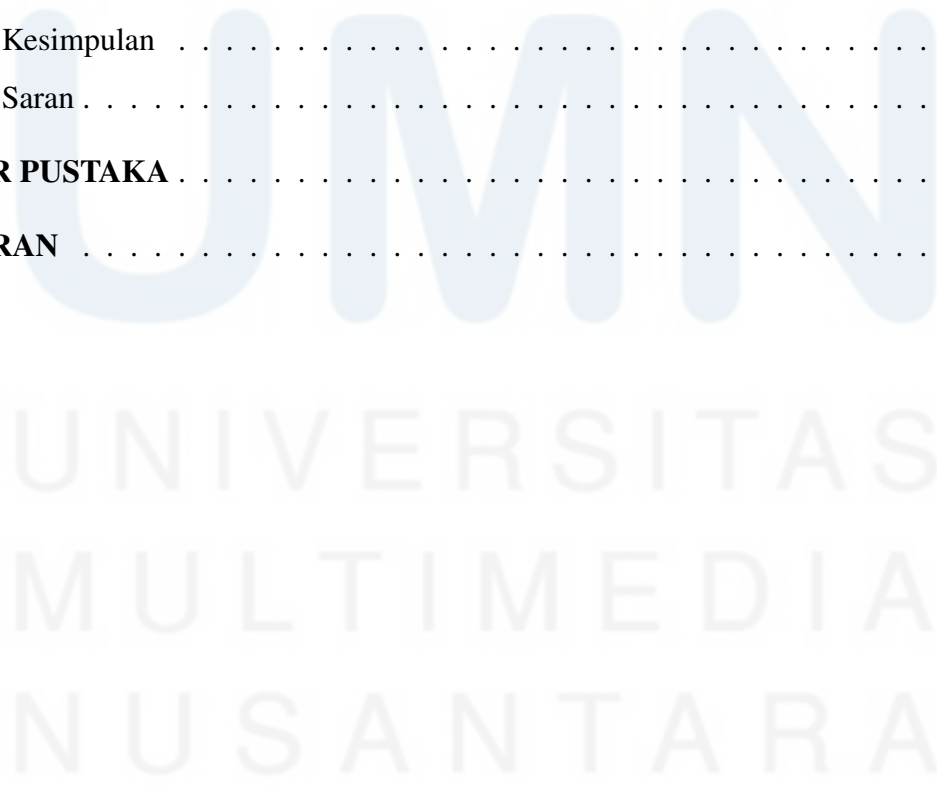 Kesimpulan . . . . . . . . . . . . . . . . . . . . . . . . . . . . . . . .
Saran . . . . . . . . . . . . . . . . . . . . . . . . . . . . . . . . . . . .
R PUSTAKA . . . . . . . . . . . . . . . . . . . . . . . . . . . . . . . .
RAN . . . . . . . . . . . . . . . . . . . . . . . . . . . . . . . . . . . .
UMN
UNIVERSITAS
MULTIMEDIA
NUSANTARA